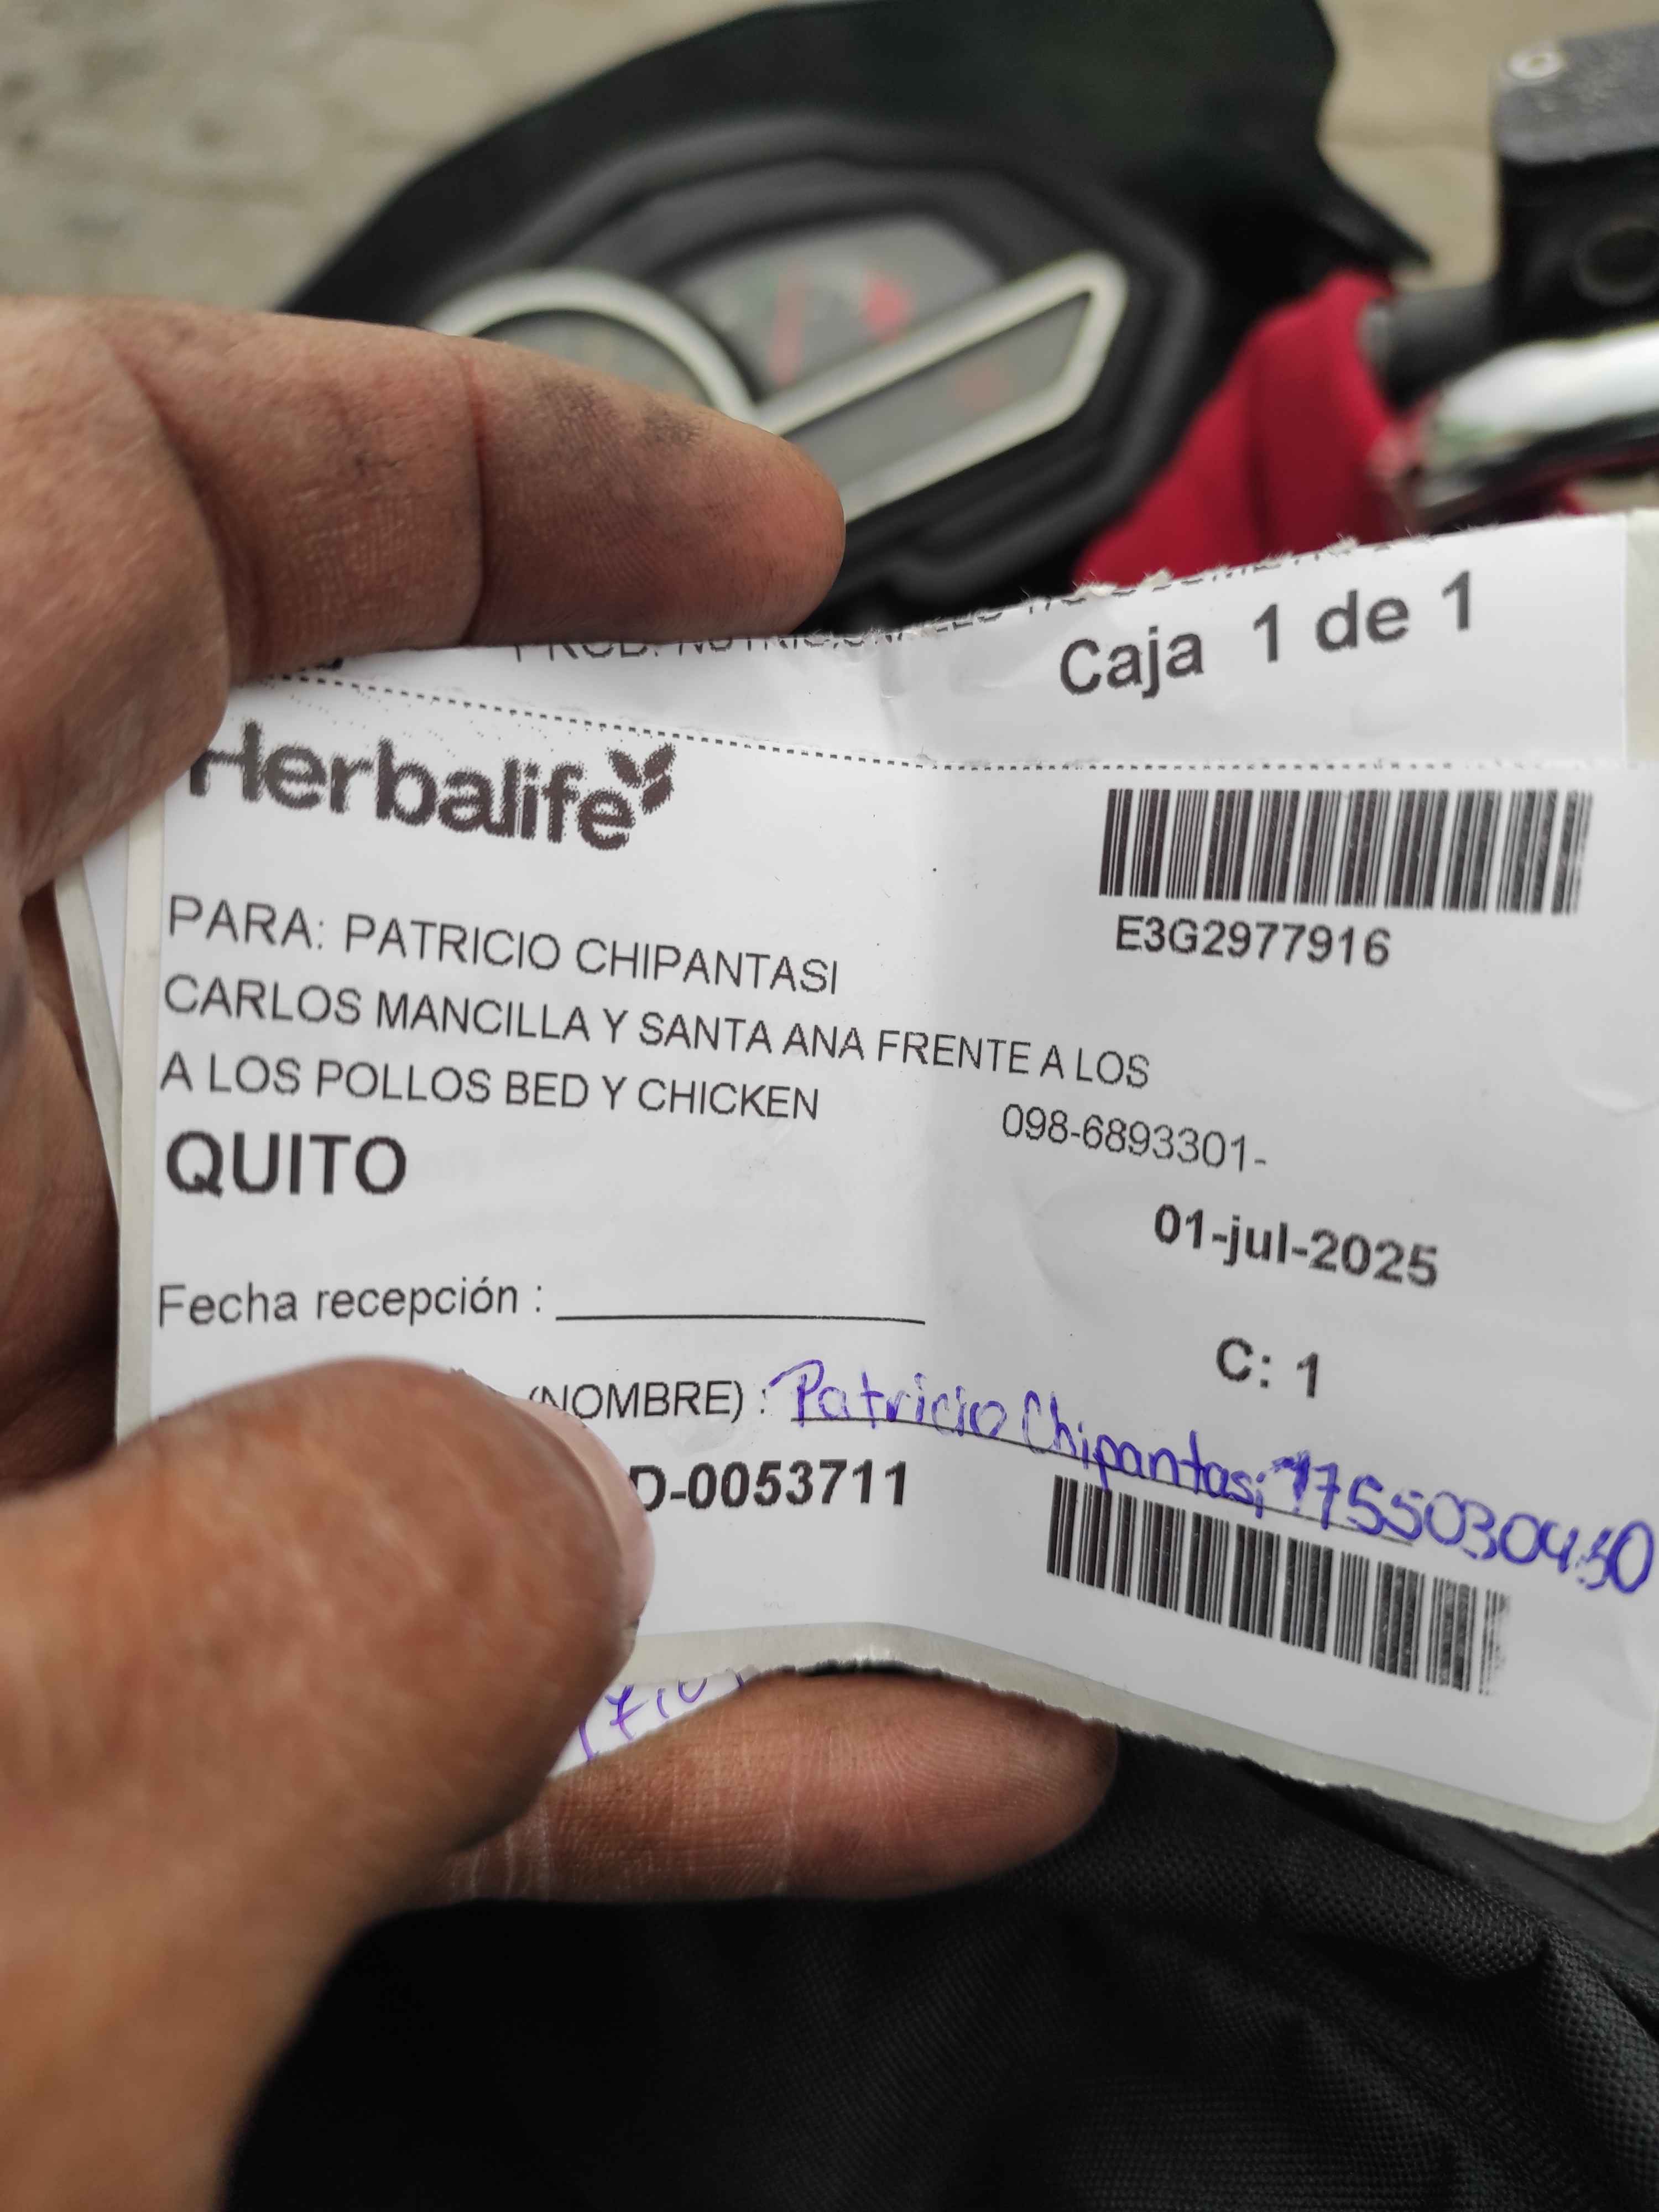 Caja 1 de 1
Herbalife
E3G2977916
PARA: PATRICIO CHIPANTASI
CARLOS MANCILLA Y SANTA ANA FRENTE A LOS
A LOS POLLOS BED Y CHICKEN
098-6893301-
QUITO
01-jul-2025
Fecha recepción :
C: 1
(NOMBRE) : Patricio Chipantasi
D-0053711